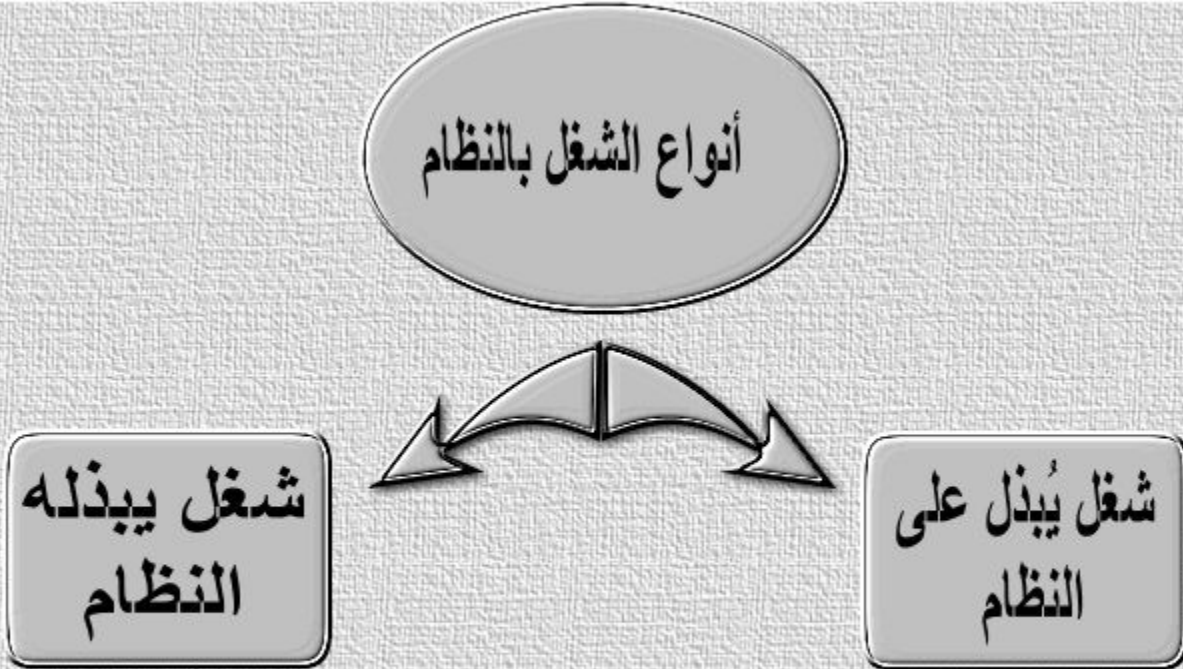 أنواع الشغل بالنظام
شغل يُبذل على
النظام
شغل يبذله
النظام